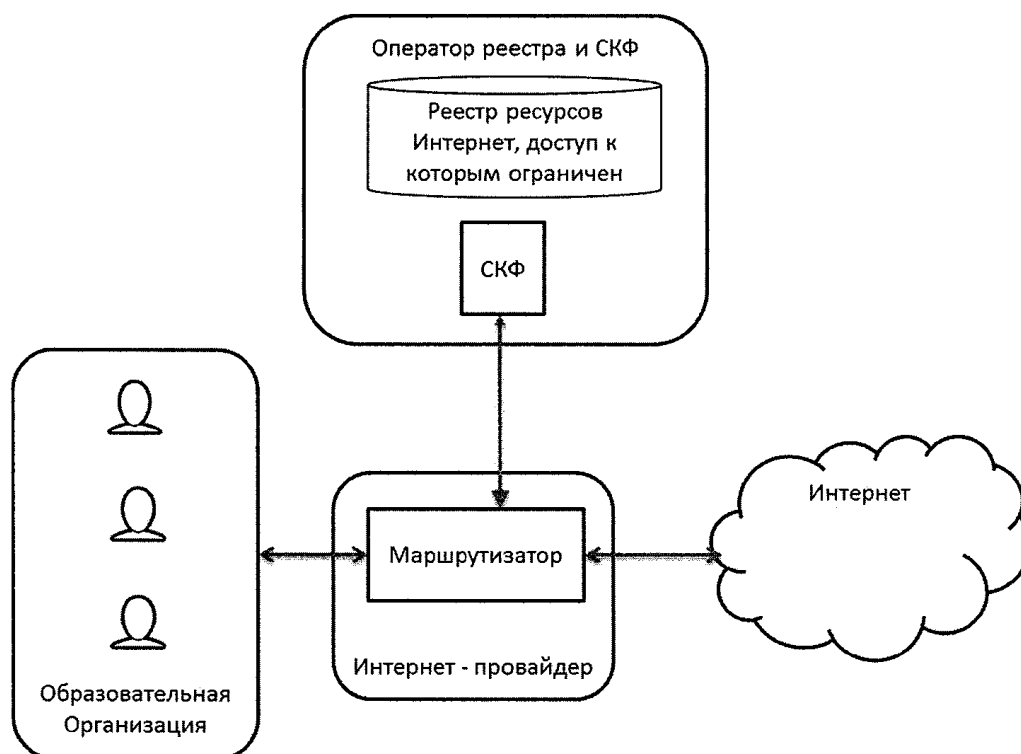 Оператор реестра и СКФ
Реестр ресурсов
Интернет, доступ к
которым ограничен
СКФ
Интернет
Маршрутизатор
Интернет - провайдер
Образовательная
Организация